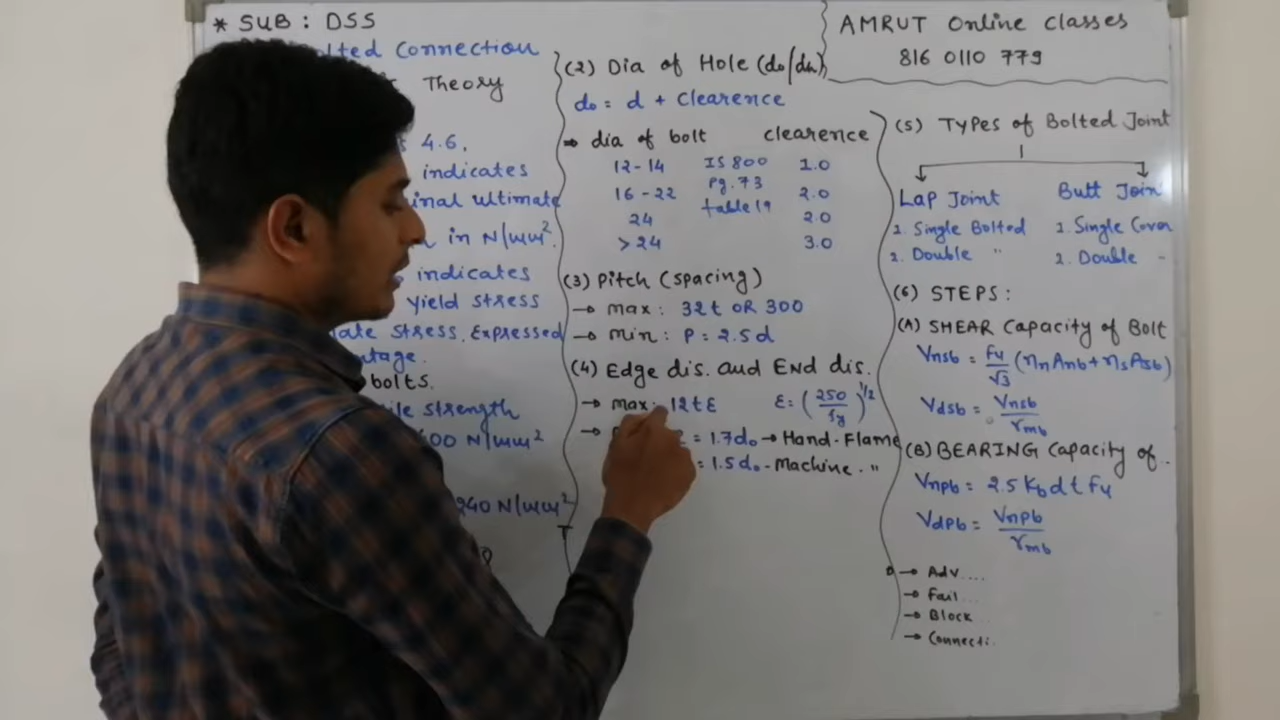 * SUB : DSS
olted Connection
Theory
4.6,
indicates
inal ultimate
in N/mm².
indicates
yield stress
ate stress, Expressed
ntage.
bolts.
ile strength
400 N/mm²
240 N/mm²
(2) Dia of Hole (do/dh)
do = d + Clearence
⇒ dia of bolt clearence
12-14 IS 800 1.0
16-22 Pg. 73 2.0
24 table 19 2.0
>24 3.0
(3) Pitch (spacing)
→ max: 32t OR 300
→ Min: P = 2.5d
(4) Edge dis. and End dis.
→ max: 12tε ε = (250/fy)^1/2
→ = 1.7do → Hand-Flame
= 1.5do - Machine. "
AMRUT Online Classes
816 0110 779
(5) Types of Bolted Joint
Lap Joint Butt Join
1. Single Bolted 1. Single Cover
2. Double " 2. Double "
(6) STEPS:
(A) SHEAR Capacity of Bolt
Vnsb = Fu/√3 (nn Anb + ns Asb)
Vdsb = Vnsb/γmb
(B) BEARING Capacity of.
Vnpb = 2.5 Kb d t Fu
Vdpb = Vnpb/γmb
→ Adv....
→ Fail...
→ Block
→ Connecti.